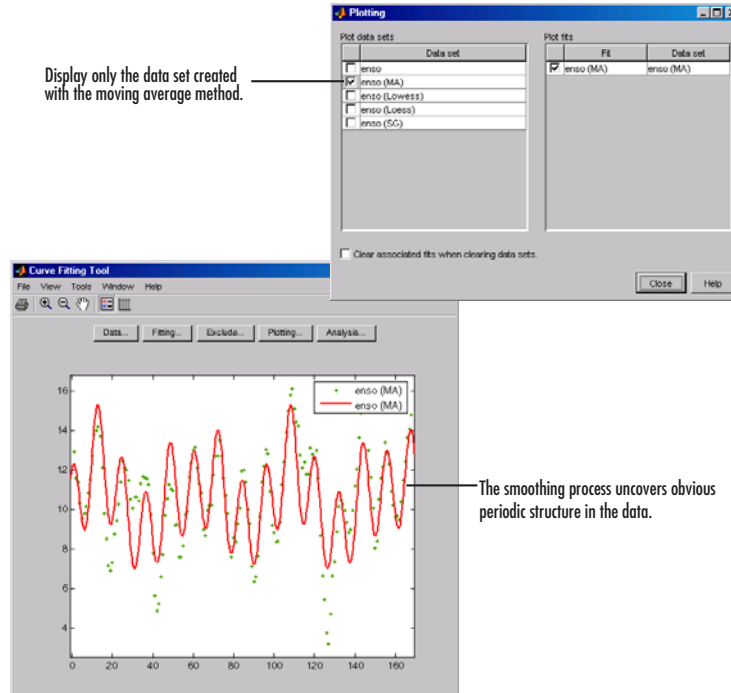 Plotting
Plot data sets
Plot fits
Data set
Fit
Data set
enso
enso (MA)
enso (Lowess)
enso (Loess)
enso (SG)
enso (MA)
enso (MA)
Clear associated fits when clearing data sets.
Close
Help
Display only the data set created
with the moving average method.
Curve Fitting Tool
File View Tools Window Help
Data...
Fitting...
Exclude...
Plotting...
Analysis...
enso (MA)
enso (MA)
16
14
12
10
8
6
4
0 20 40 60 80 100 120 140 160
The smoothing process uncovers obvious
periodic structure in the data.